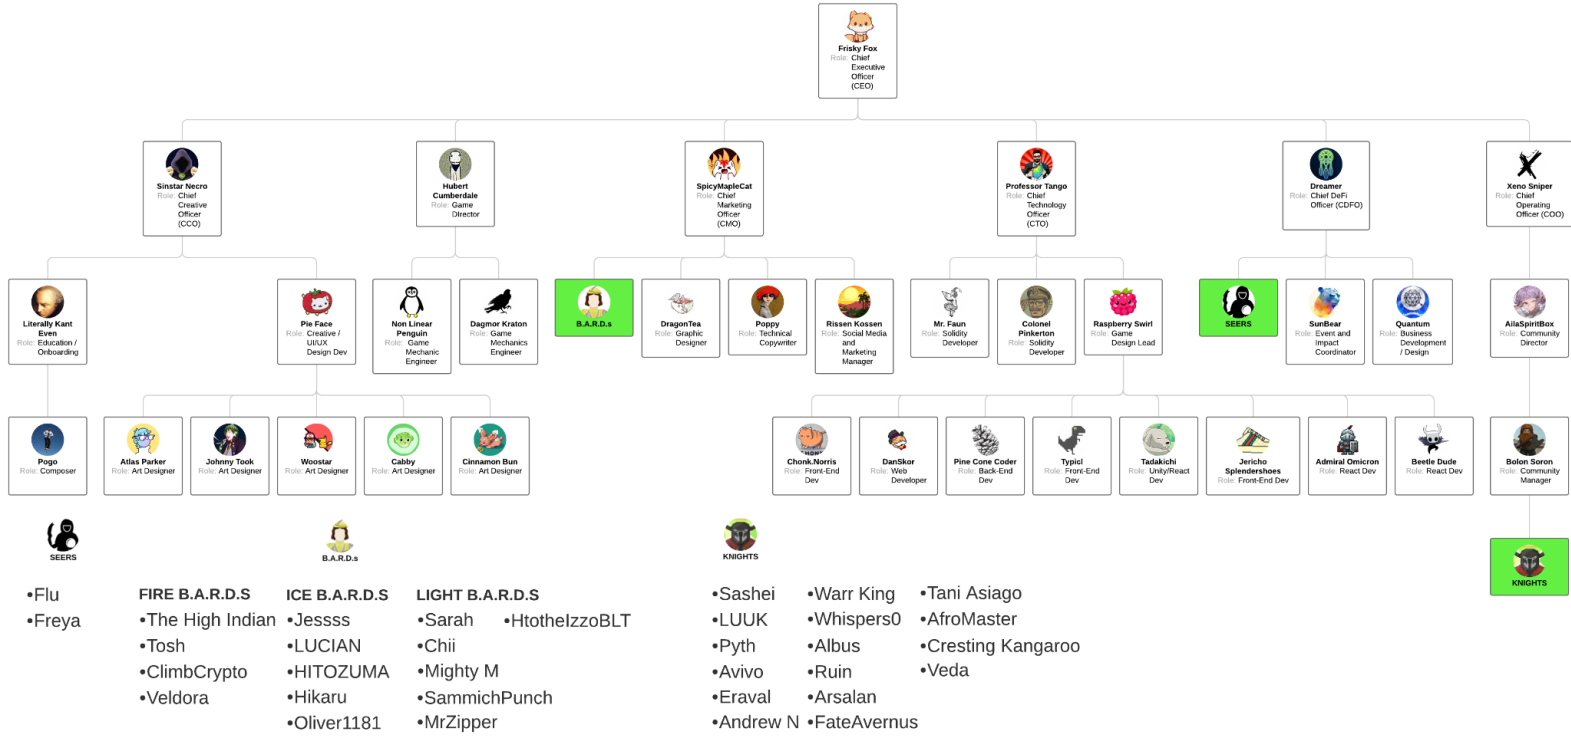 Frisky Fox
Role: Chief
Executive
Officer
(CEO)
Sinstar Necro
Role: Chief
Creative
Officer
(CCO)
Hubert
Cumberdale
Role: Game
DIrector
SpicyMapleCat
Role: Chief
Marketing
Officer
(CMO)
Professor Tango
Role: Chief
Technology
Officer
(CTO)
Dreamer
Role: Chief DeFi
Officer (CDFO)
Xeno Sniper
Role: Chief
Operating
Officer (COO)
Literally Kant
Even
Role: Education /
Onboarding
Pie Face
Role: Creative /
UI/UX
Design Dev
Non Linear
Penguin
Role: Game
Mechanic
Engineer
Dagmor Kraton
Role: Game
Mechanics
Engineer
B.A.R.D.s
DragonTea
Role: Graphic
Designer
Poppy
Role: Technical
Copywriter
Rissen Kossen
Role: Social Media
and
Marketing
Manager
Mr. Faun
Role: Solidity
Developer
Colonel
Pinkerton
Role: Solidity
Developer
Raspberry Swirl
Role: Game
Design Lead
SEERS
SunBear
Role: Event and
Impact
Coordinator
Quantum
Role: Business
Development
/ Design
AilaSpiritBox
Role: Community
Director
Pogo
Role: Composer
Atlas Parker
Role: Art Designer
Johnny Took
Role: Art Designer
Woostar
Role: Art Designer
Cabby
Role: Art Designer
Cinnamon Bun
Role: Art Designer
CHONK
Chonk.Norris
Role: Front-End
Dev
DanSkor
Role: Web
Developer
Pine Cone Coder
Role: Back-End
Dev
Typicl
Role: Front-End
Dev
Tadakichi
Role: Unity/React
Dev
Jericho
Splendershoes
Role: Front-End Dev
Admiral Omicron
Role: React Dev
Beetle Dude
Role: React Dev
Bolon Soron
Role: Community
Manager
KNIGHTS
SEERS
•Flu
•Freya
B.A.R.D.s
FIRE B.A.R.D.S
•The High Indian
•Tosh
•ClimbCrypto
•Veldora
ICE B.A.R.D.S
•Jessss
•LUCIAN
•HITOZUMA
•Hikaru
•Oliver1181
LIGHT B.A.R.D.S
•Sarah
•Chii
•Mighty M
•SammichPunch
•MrZipper
•HtotheIzzoBLT
KNIGHTS
•Sashei
•LUUK
•Pyth
•Avivo
•Eraval
•Andrew N
•Warr King
•Whispers0
•Albus
•Ruin
•Arsalan
•FateAvernus
•Tani Asiago
•AfroMaster
•Cresting Kangaroo
•Veda